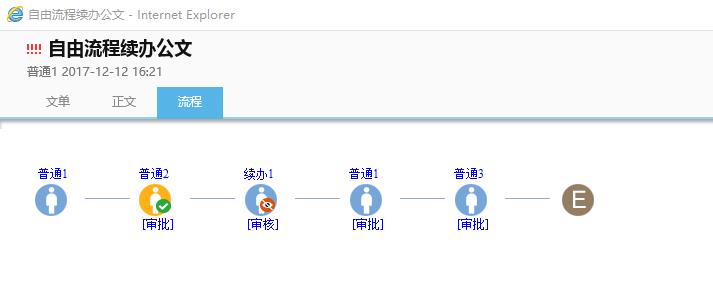 自由流程续办公文 - Internet Explorer
!!!! 自由流程续办公文
普通1 2017-12-12 16:21
文单 正文 流程
普通1 普通2 续办1 普通1 普通3
E
[审批] [审核] [审批] [审批]